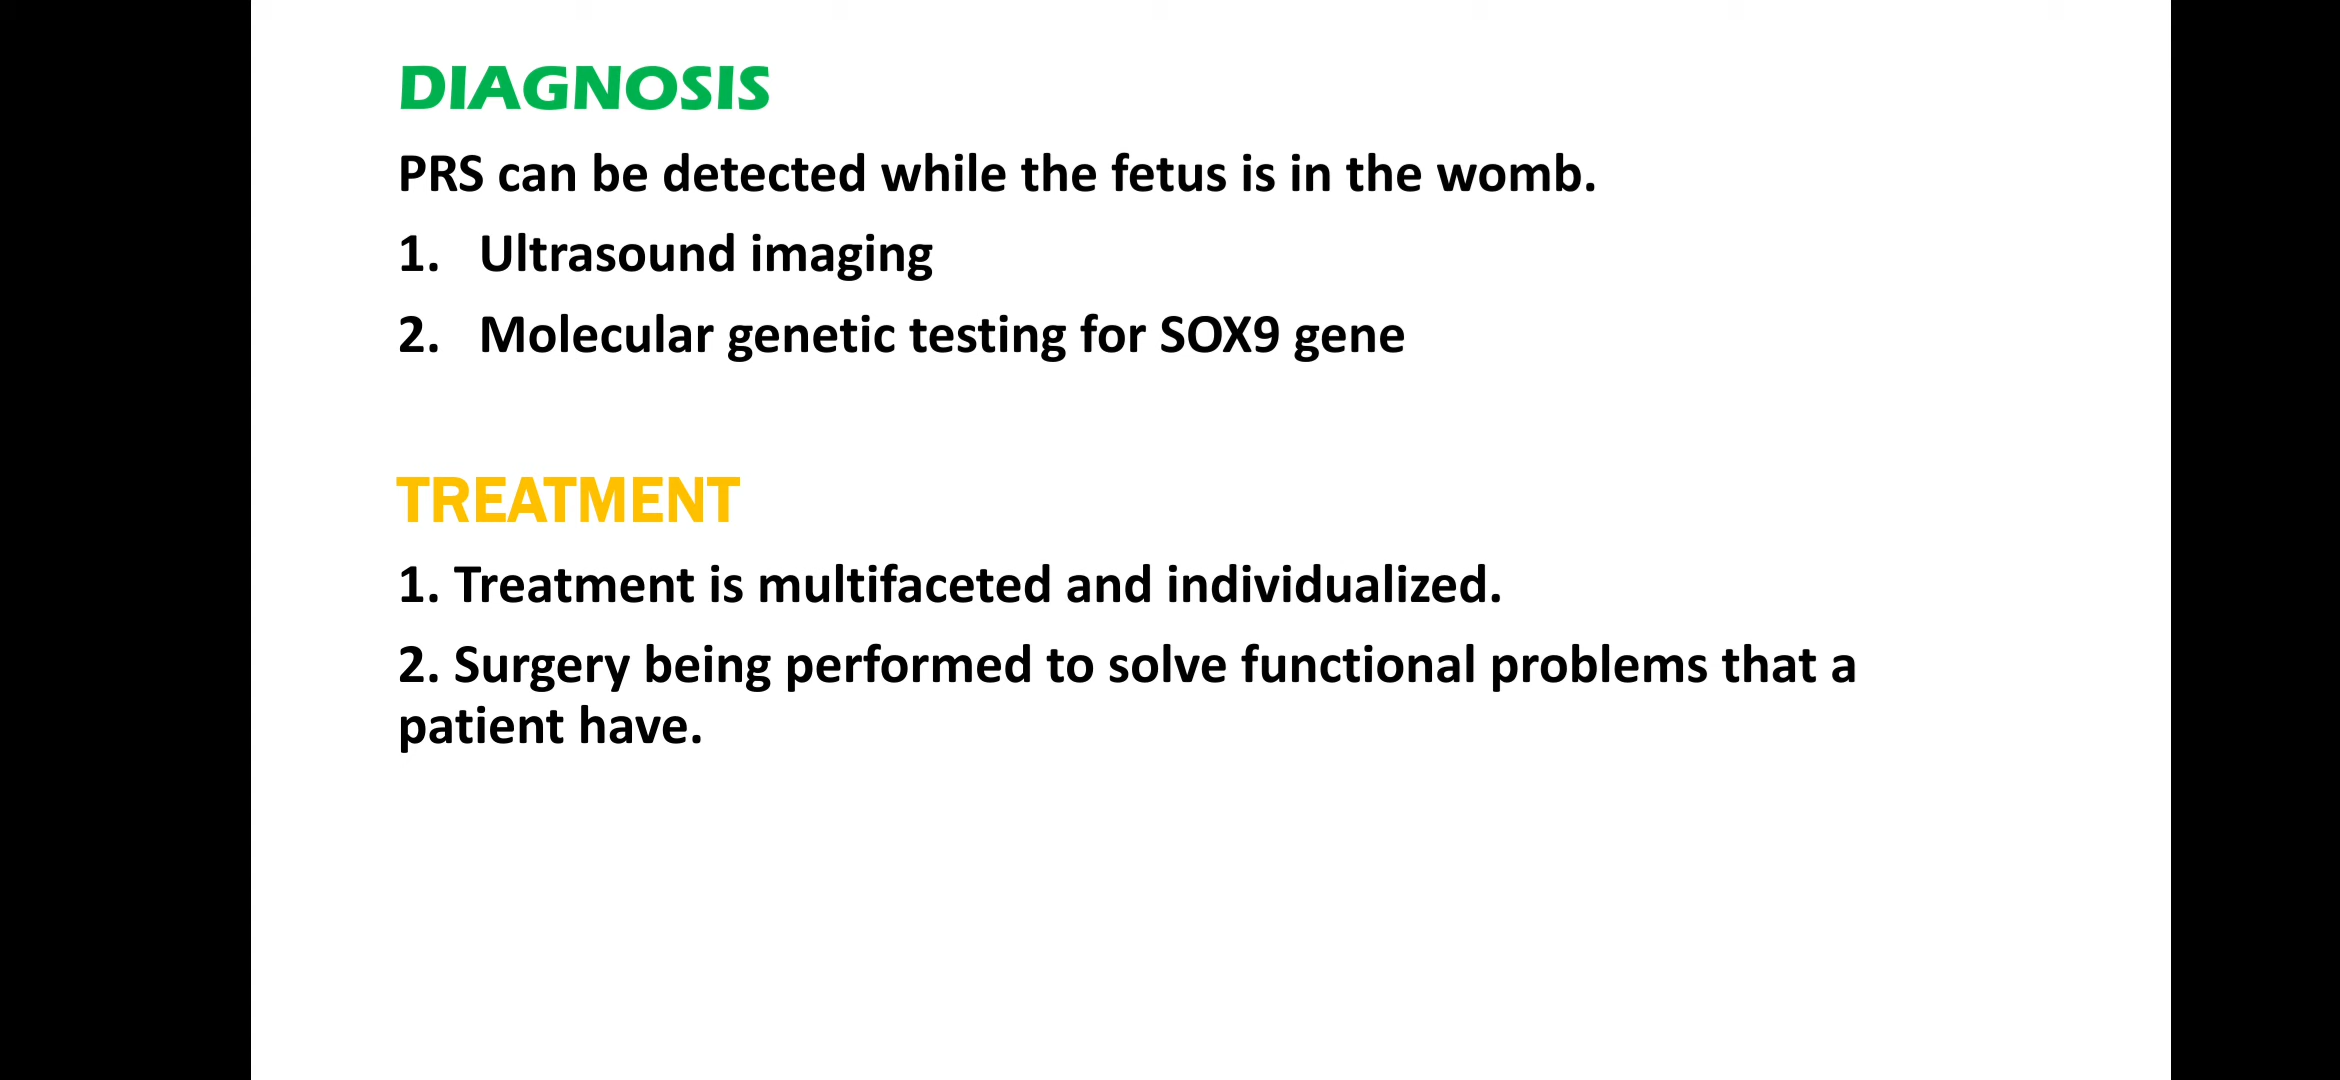 DIAGNOSIS
PRS can be detected while the fetus is in the womb.
1. Ultrasound imaging
2. Molecular genetic testing for SOX9 gene
TREATMENT
1. Treatment is multifaceted and individualized.
2. Surgery being performed to solve functional problems that a
patient have.